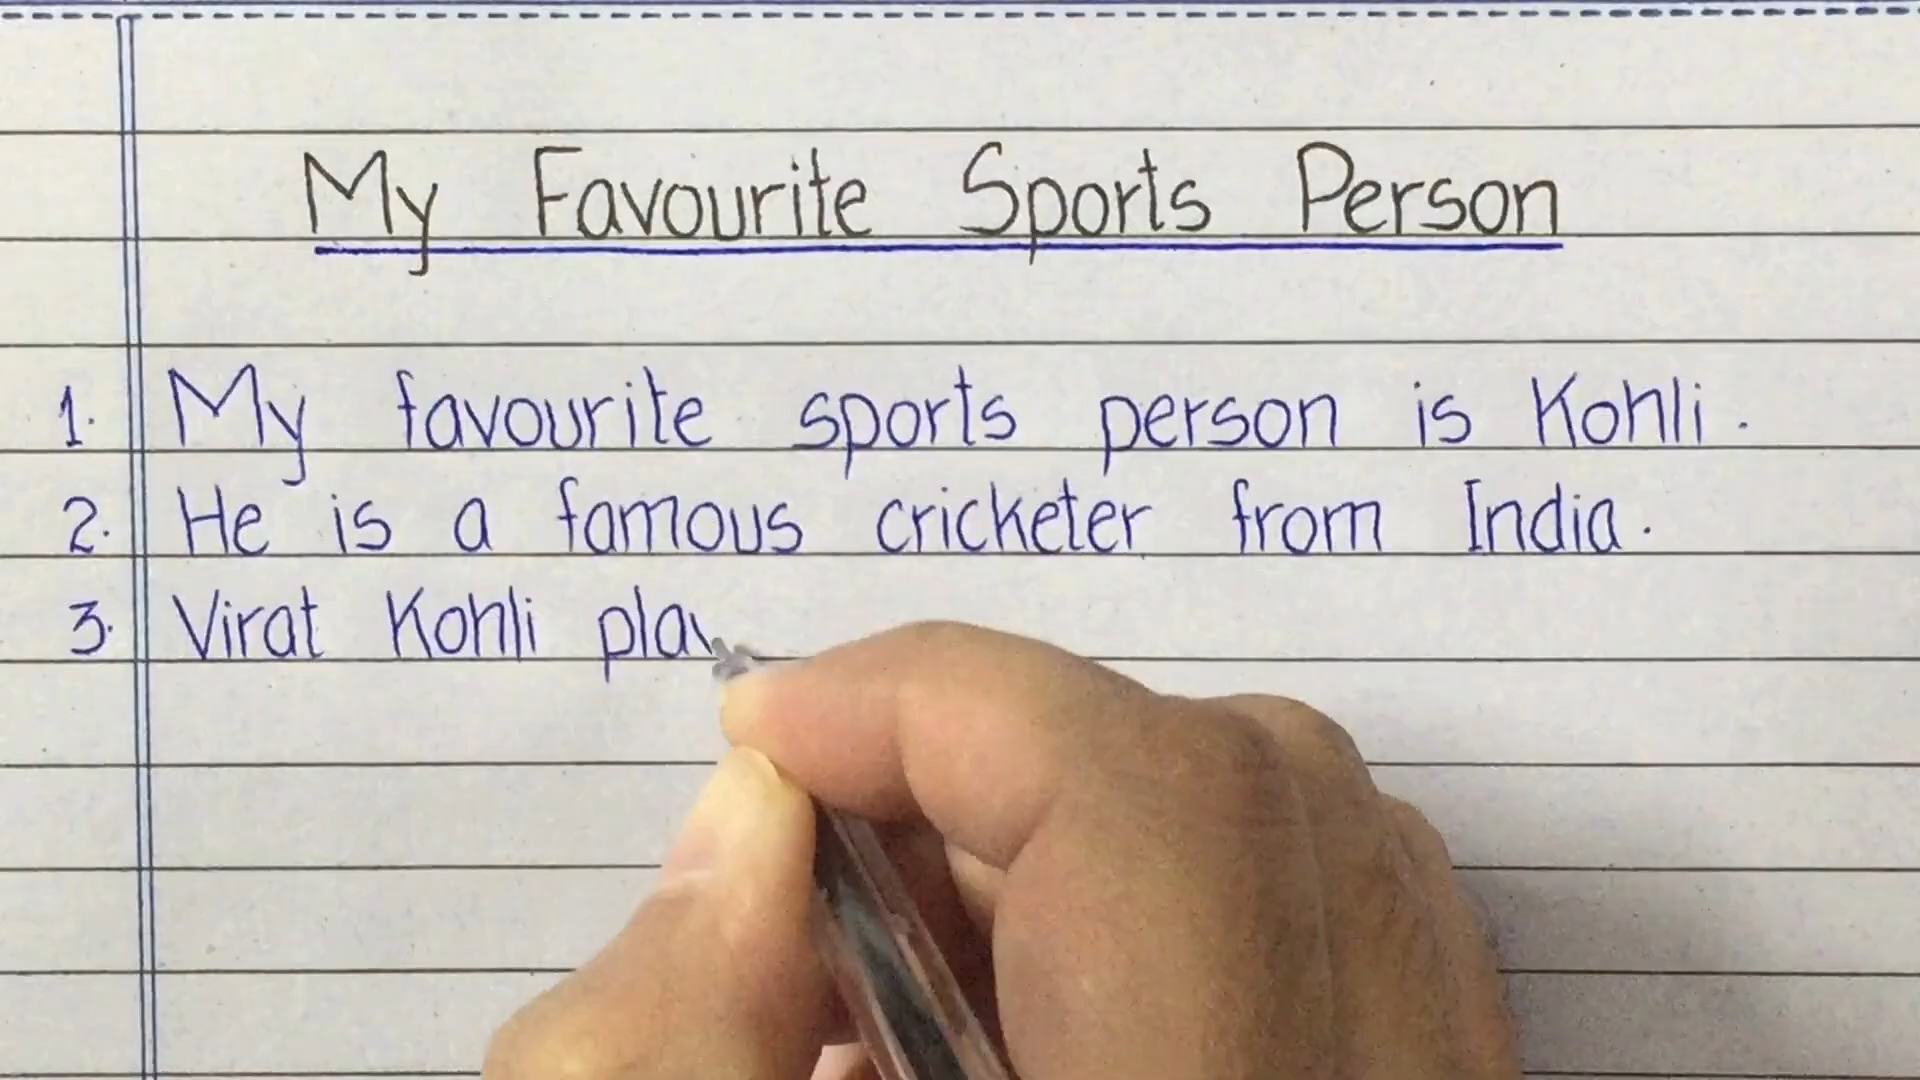 My Favourite Sports Person
1. My favourite sports person is Kohli.
2. He is a famous cricketer from India.
3. Virat Kohli